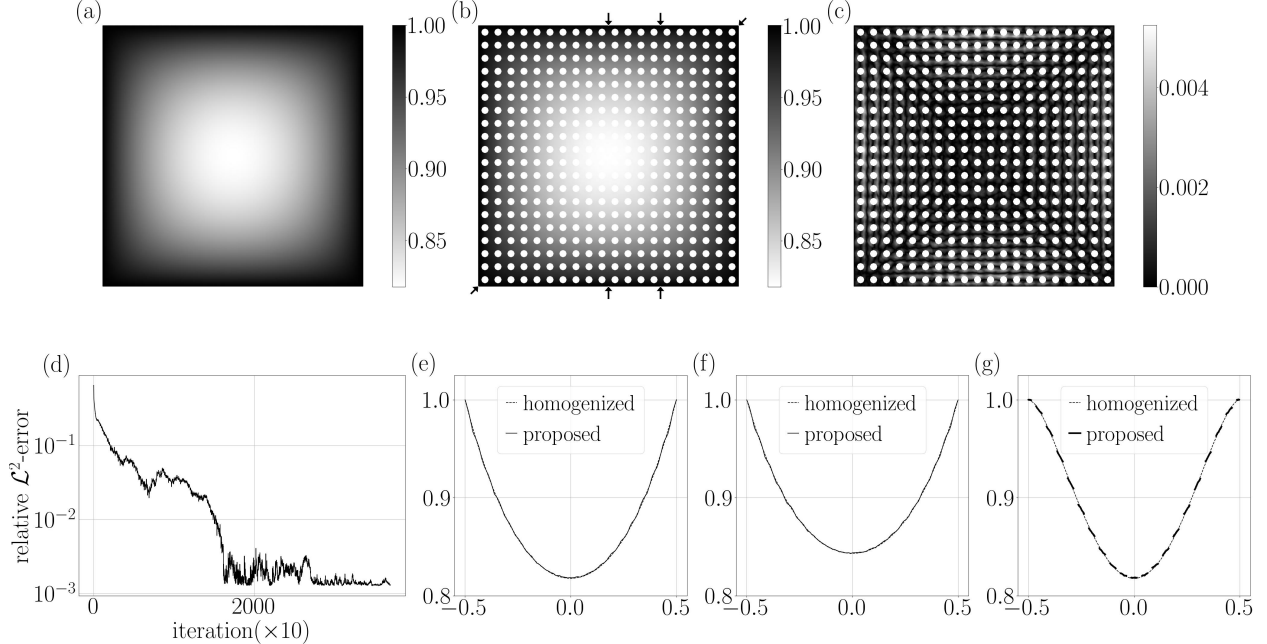 (a)
1.00
0.95
0.90
0.85
(b)
1.00
0.95
0.90
0.85
(c)
0.004
0.002
0.000
(d)
relative 𝓛²-error
10⁻¹
10⁻²
10⁻³
0
2000
iteration(×10)
(e)
homogenized
proposed
1.0
0.9
0.8
−0.5
0.0
0.5
(f)
homogenized
proposed
1.0
0.9
0.8
−0.5
0.0
0.5
(g)
homogenized
proposed
1.0
0.9
0.8
−0.5
0.0
0.5